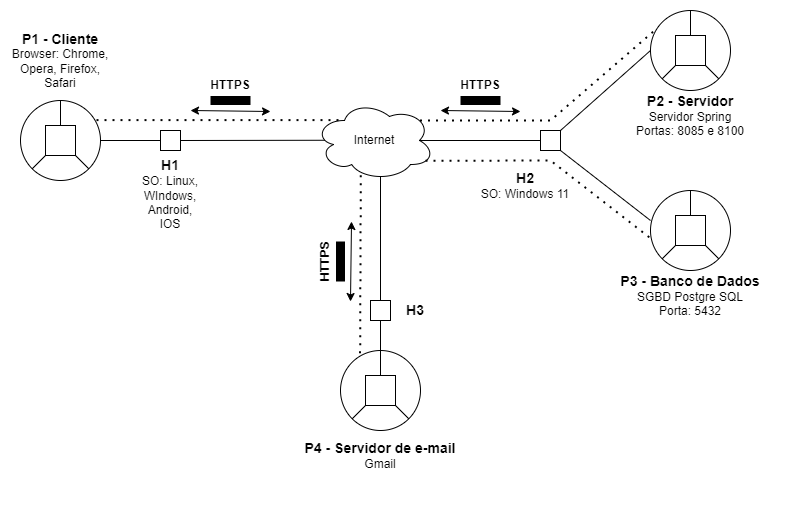 P1 - Cliente
Browser: Chrome,
Opera, Firefox,
Safari
HTTPS
HTTPS
P2 - Servidor
Servidor Spring
Portas: 8085 e 8100
Internet
H1
SO: Linux,
WIndows,
Android,
IOS
H2
SO: Windows 11
HTTPS
P3 - Banco de Dados
SGBD Postgre SQL
Porta: 5432
H3
P4 - Servidor de e-mail
Gmail